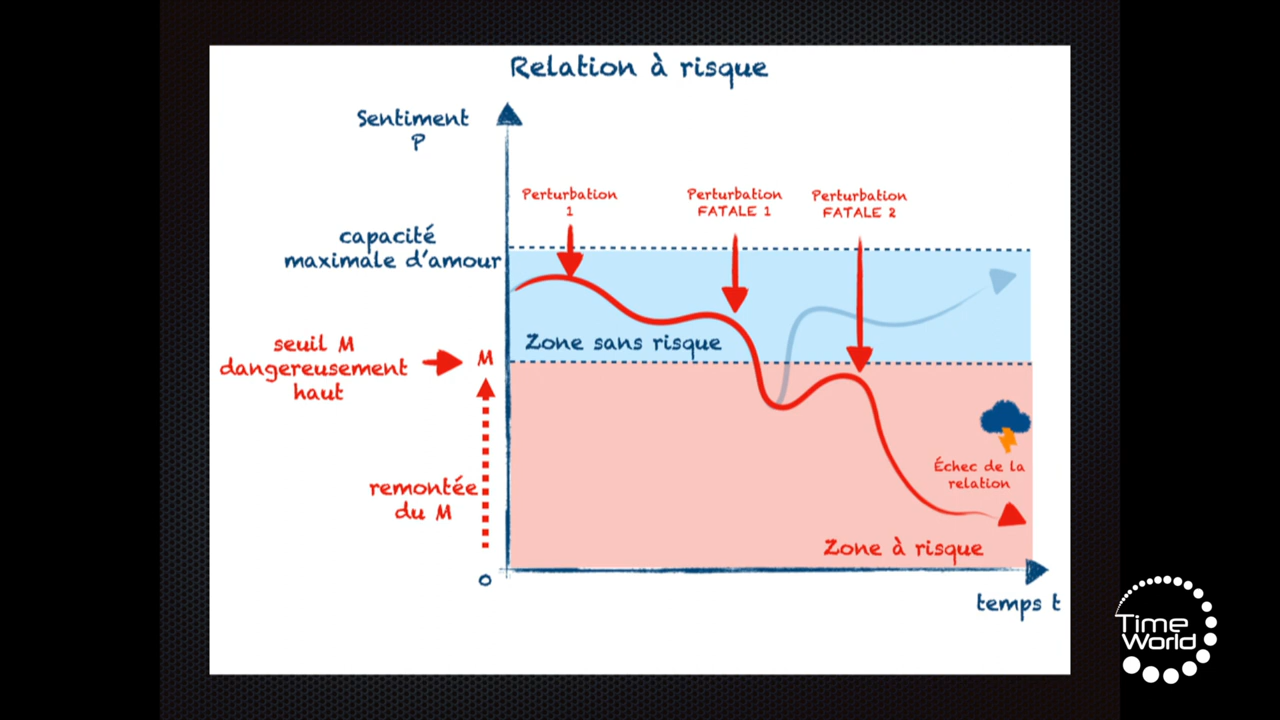 Relation à risque
Sentiment
P
Perturbation
1
Perturbation
FATALE 1
Perturbation
FATALE 2
capacité
maximale d'amour
Zone sans risque
seuil M
dangereusement
haut
M
Échec de la
relation
remontée
du M
Zone à risque
0
temps t
Time
World